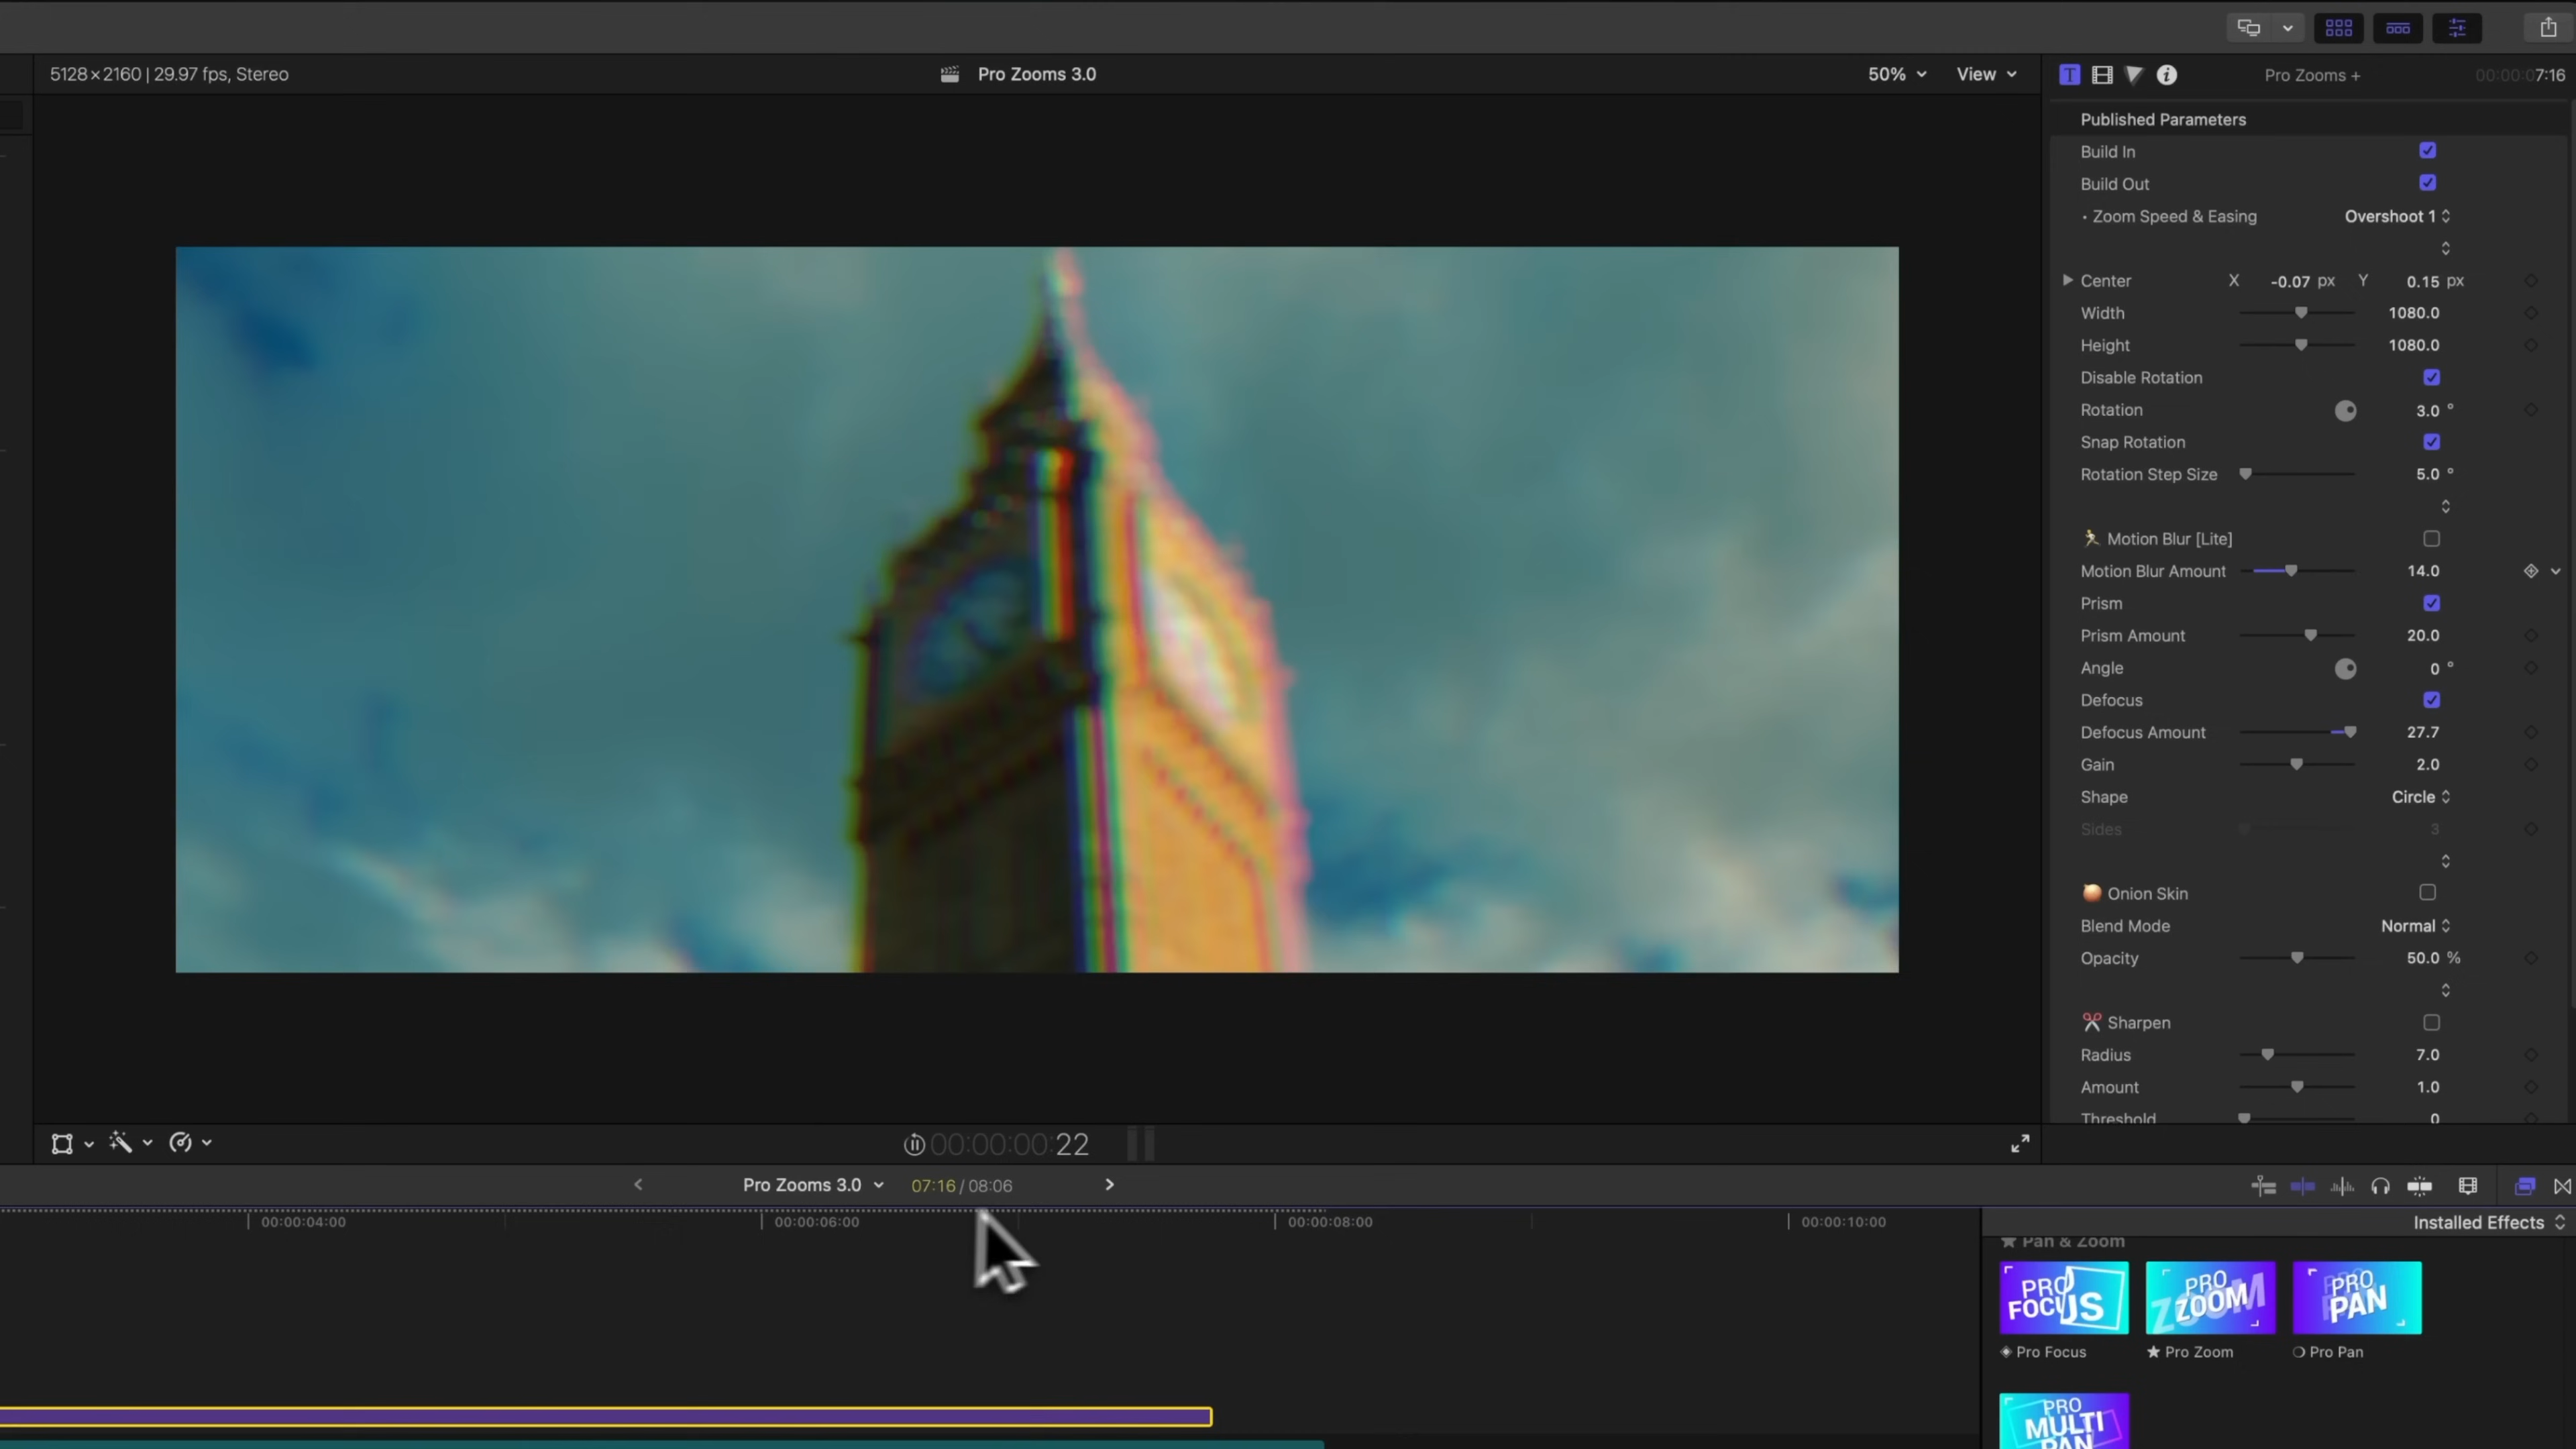 5128×2160 | 29.97 fps, Stereo
Pro Zooms 3.0
50%
View
Pro Zooms +
00:00:07:16
Published Parameters
Build In
Build Out
• Zoom Speed & Easing Overshoot 1
Center X -0.07 px Y 0.15 px
Width 1080.0
Height 1080.0
Disable Rotation
Rotation 3.0 °
Snap Rotation
Rotation Step Size 5.0 °
Motion Blur [Lite]
Motion Blur Amount 14.0
Prism
Prism Amount 20.0
Angle 0 °
Defocus
Defocus Amount 27.7
Gain 2.0
Shape Circle
Sides 3
Onion Skin
Blend Mode Normal
Opacity 50.0 %
Sharpen
Radius 7.0
Amount 1.0
Threshold 0
00:00:00:22
Pro Zooms 3.0
07:16 / 08:06
00:00:04:00
00:00:06:00
00:00:08:00
00:00:10:00
Installed Effects
Pan & Zoom
PRO FOCUS
PRO ZOOM
PRO PAN
Pro Focus
Pro Zoom
Pro Pan
PRO
MULTI
PAN